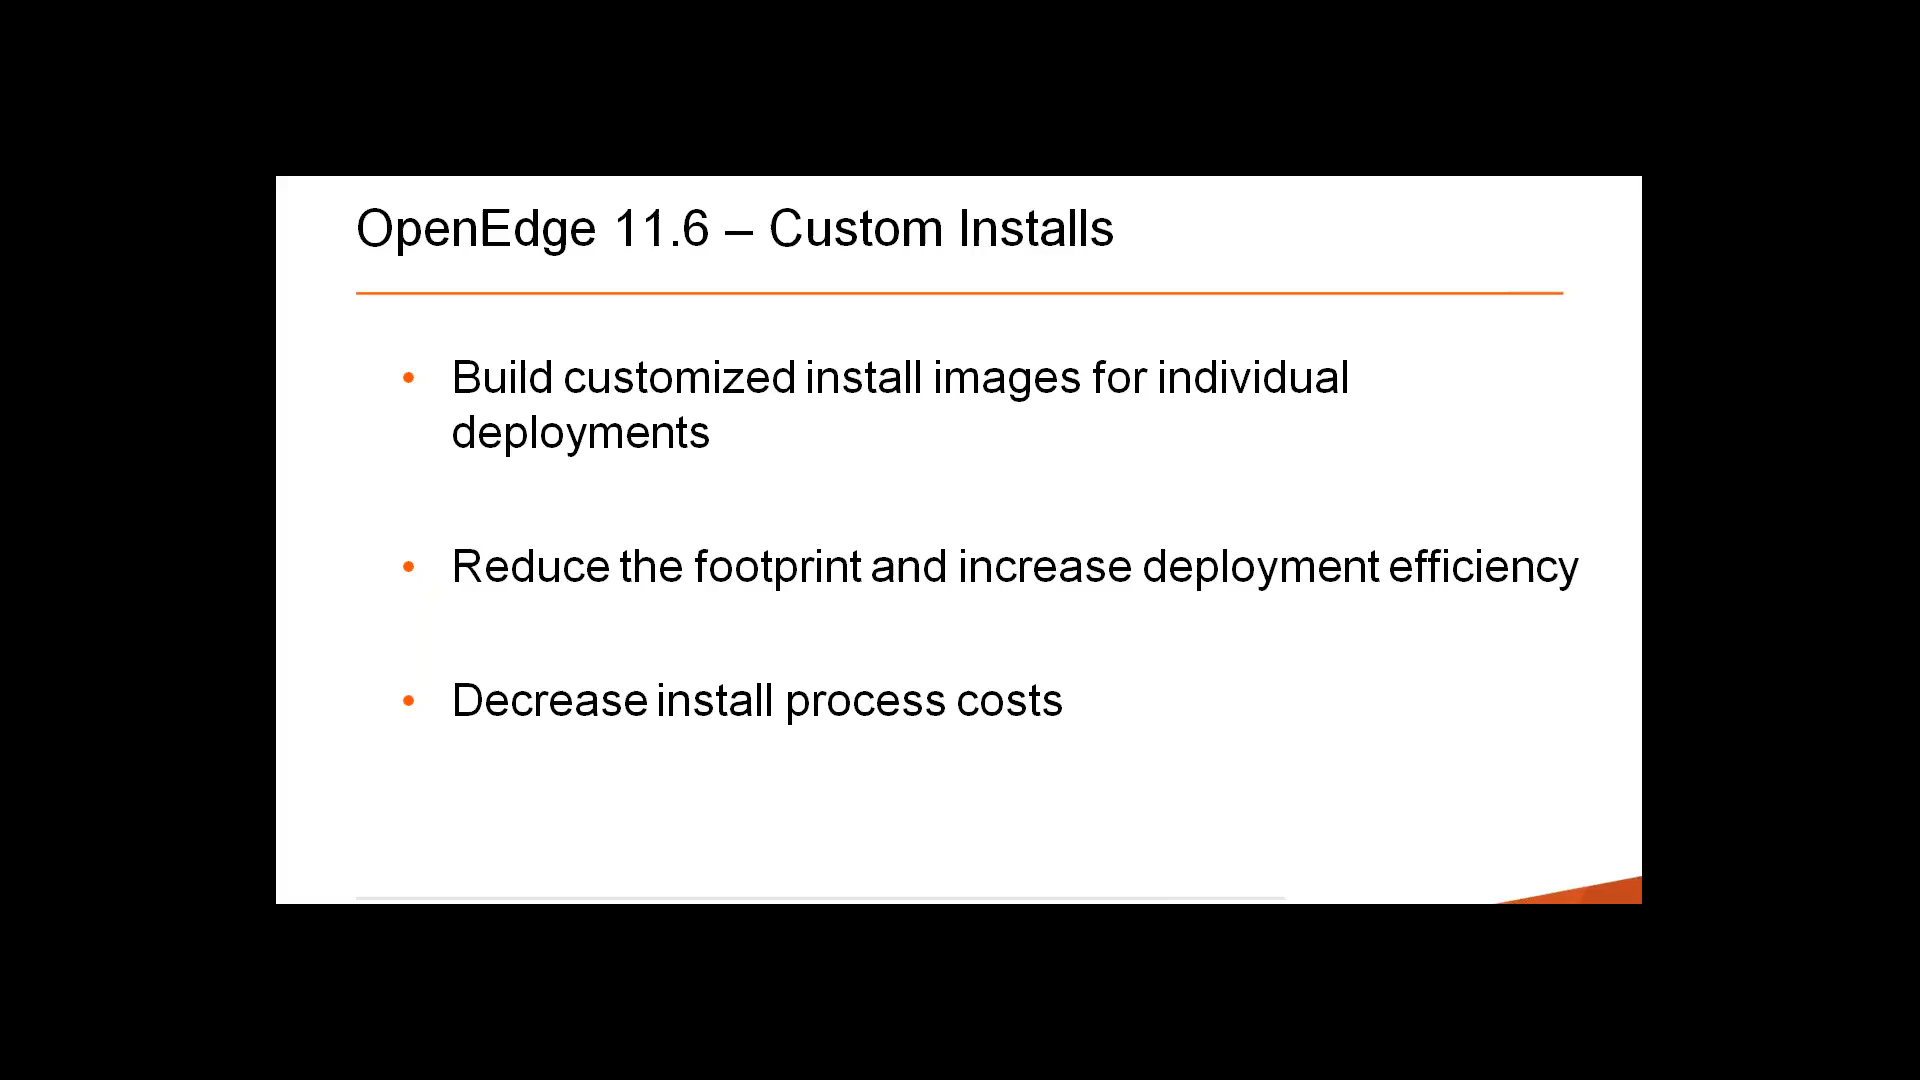 OpenEdge 11.6 – Custom Installs
• Build customized install images for individual
deployments
• Reduce the footprint and increase deployment efficiency
• Decrease install process costs